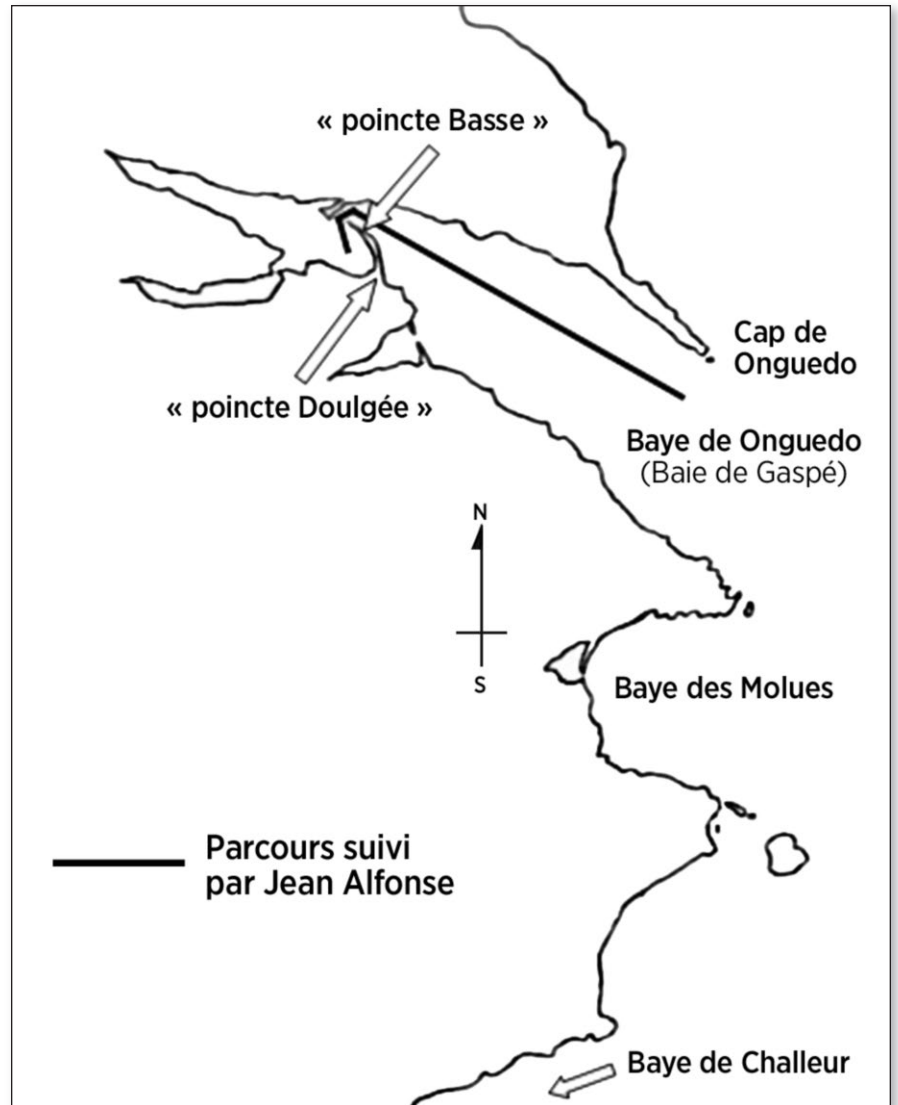 « poincte Basse »
Cap de
Onguedo
« poincte Doulgée »
Baye de Onguedo
(Baie de Gaspé)
N
S
Baye des Molues
Parcours suivi
par Jean Alfonse
Baye de Challeur